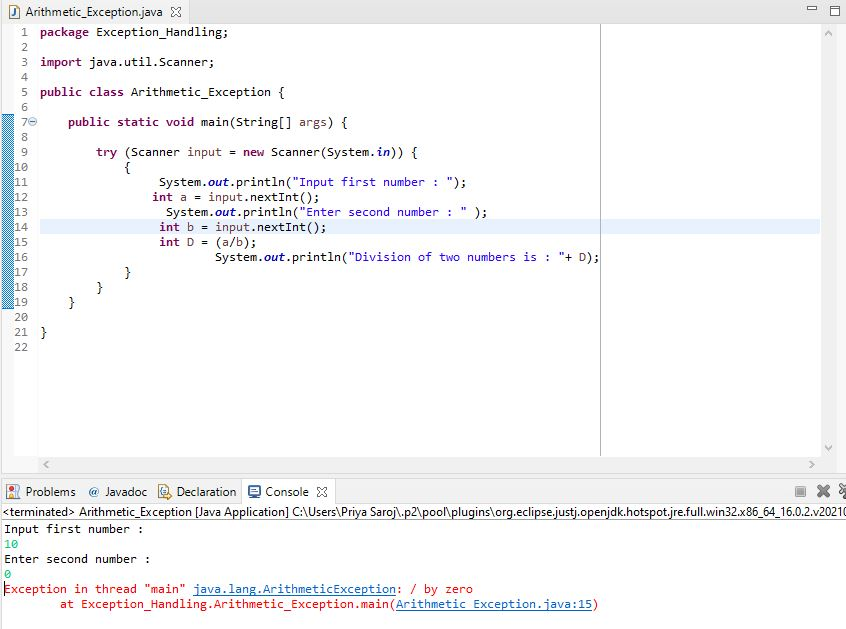 Arithmetic_Exception.java
1 package Exception_Handling;
2
3 import java.util.Scanner;
4
5 public class Arithmetic_Exception {
6
7 public static void main(String[] args) {
8
9 try (Scanner input = new Scanner(System.in)) {
10 {
11 System.out.println("Input first number : ");
12 int a = input.nextInt();
13 System.out.println("Enter second number : " );
14 int b = input.nextInt();
15 int D = (a/b);
16 System.out.println("Division of two numbers is : "+ D);
17 }
18 }
19 }
20
21 }
22
Problems @ Javadoc Declaration Console
<terminated> Arithmetic_Exception [Java Application] C:\Users\Priya Saroj\.p2\pool\plugins\org.eclipse.justj.openjdk.hotspot.jre.full.win32.x86_64_16.0.2.v20210
Input first number :
10
Enter second number :
0
Exception in thread "main" java.lang.ArithmeticException: / by zero
at Exception_Handling.Arithmetic_Exception.main(Arithmetic_Exception.java:15)